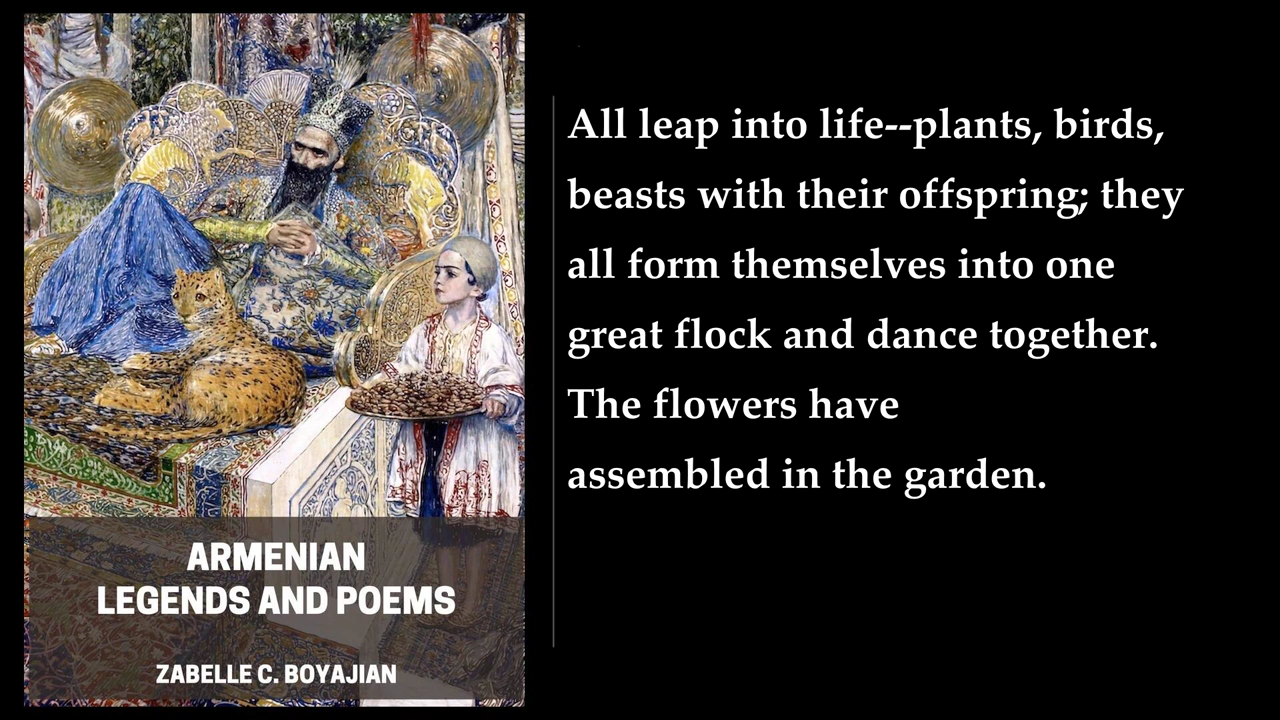 ARMENIAN
LEGENDS AND POEMS
ZABELLE C. BOYAJIAN
All leap into life--plants, birds,
beasts with their offspring; they
all form themselves into one
great flock and dance together.
The flowers have
assembled in the garden.